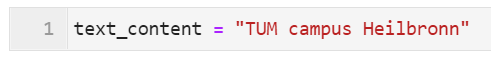 1 text_content = "TUM campus Heilbronn"